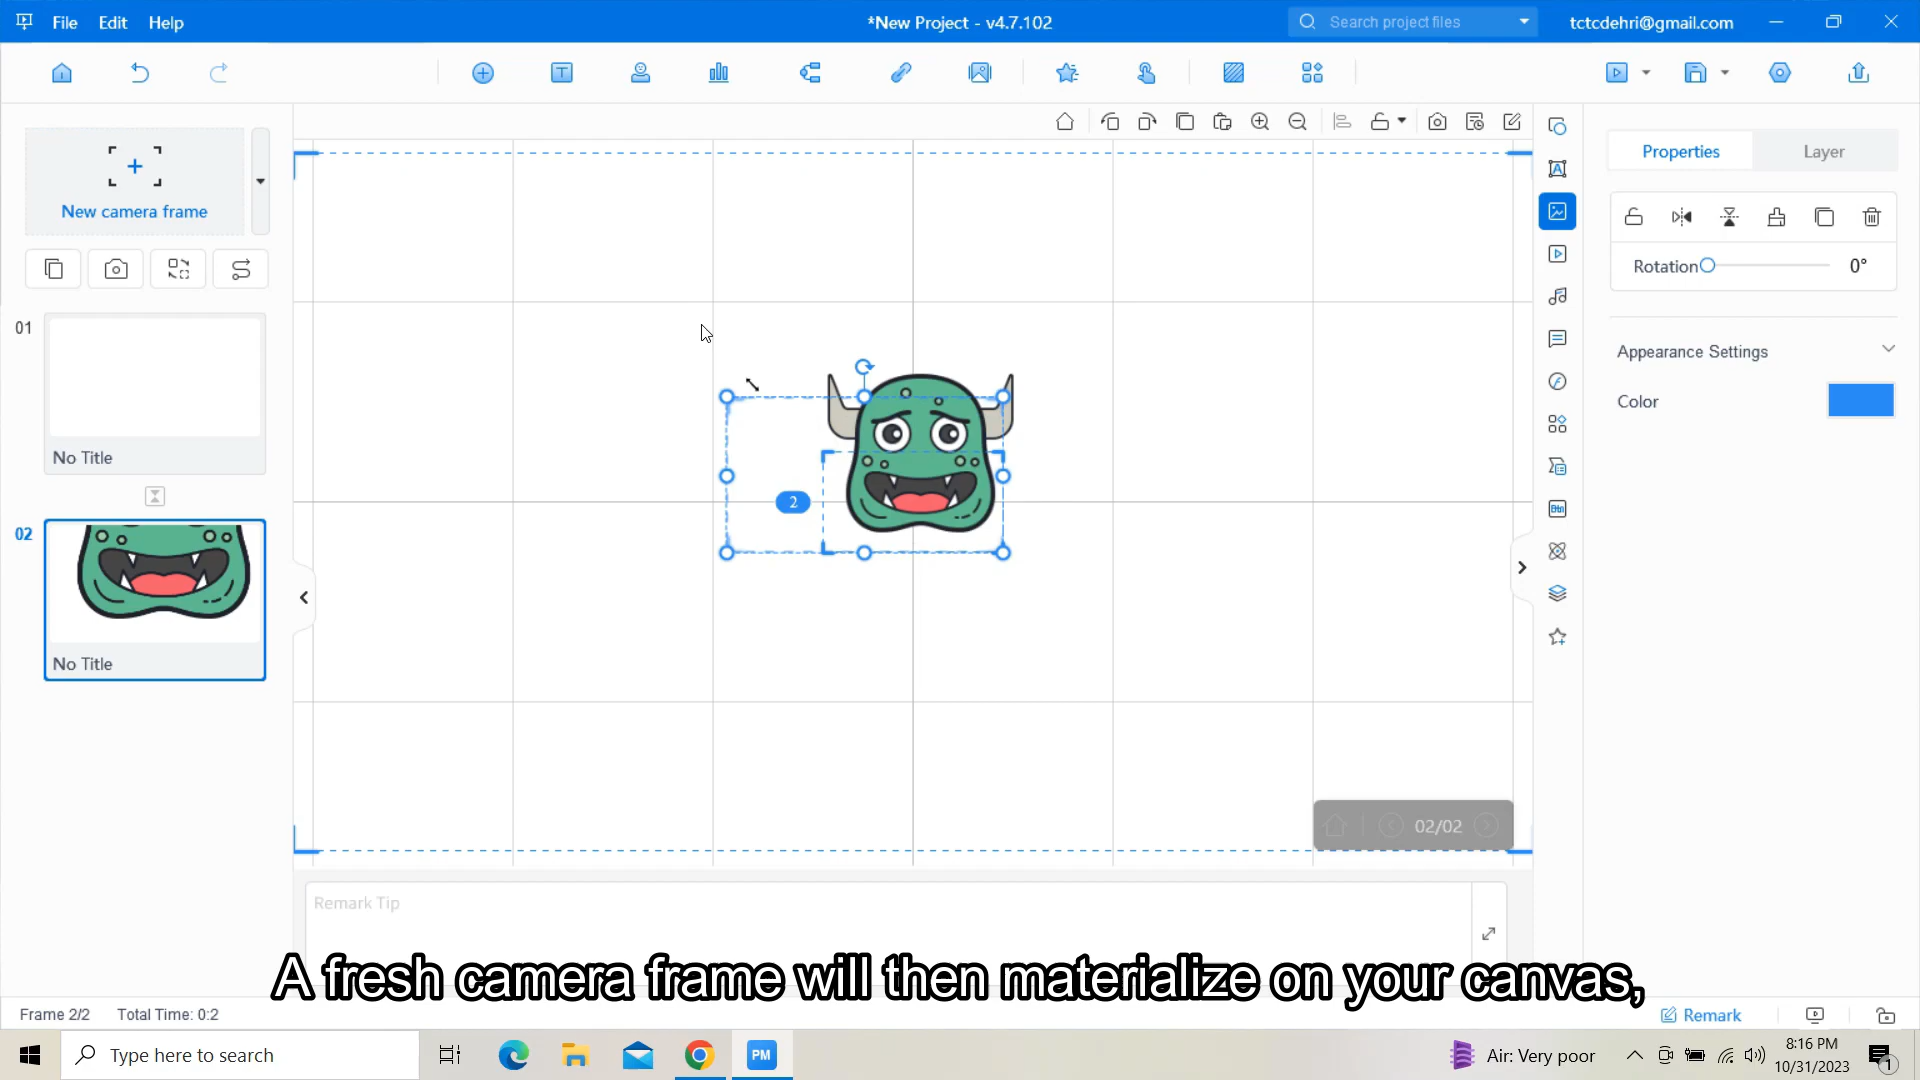 File Edit Help
*New Project - v4.7.102
Search project files
tctcdehri@gmail.com
New camera frame
Properties
Layer
Rotation
0°
01
No Title
Appearance Settings
Color
2
Btn
02
No Title
02/02
Remark Tip
A fresh camera frame will then materialize on your canvas,
Frame 2/2 Total Time: 0:2
Remark
Type here to search
PM
Air: Very poor
8:16 PM
10/31/2023
1